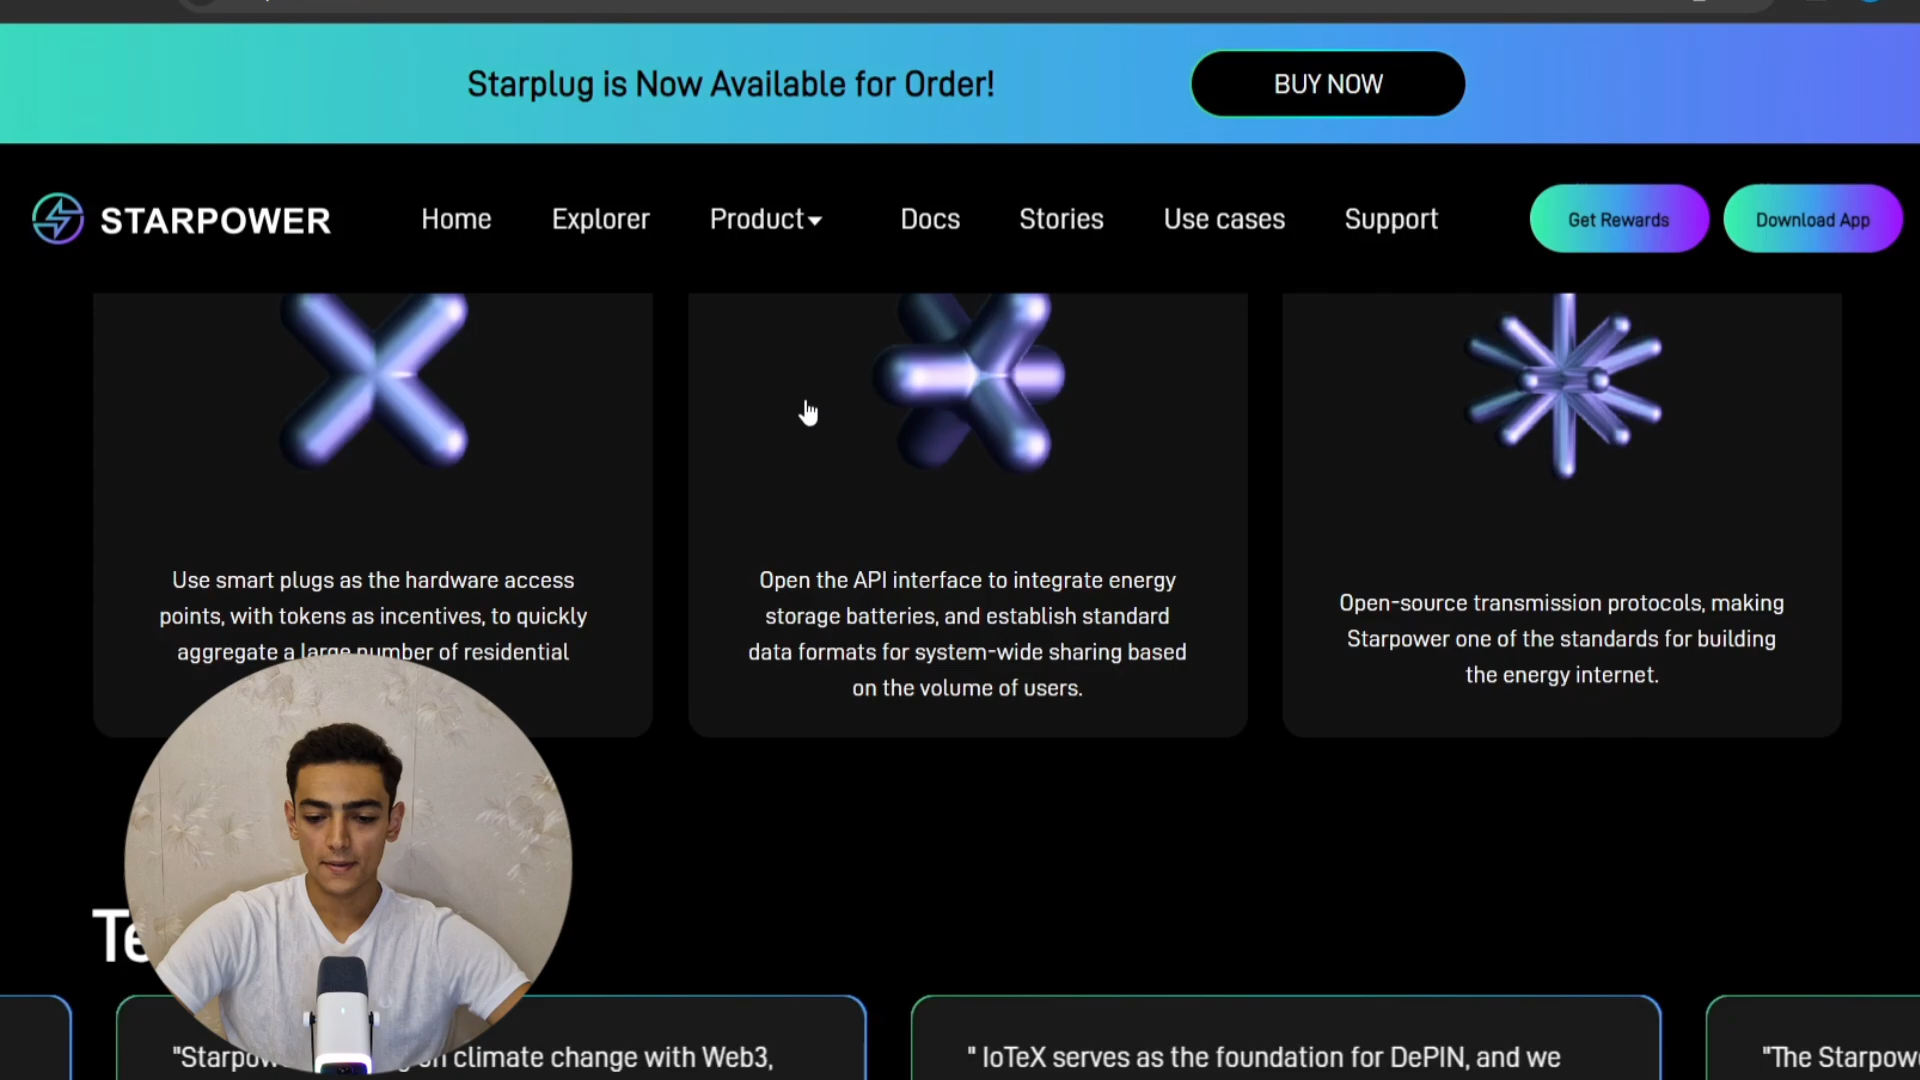 Starplug is Now Available for Order!
BUY NOW
STARPOWER
Home
Explorer
Product
Docs
Stories
Use cases
Support
Get Rewards
Download App
Use smart plugs as the hardware access
points, with tokens as incentives, to quickly
aggregate a large number of residential
Open the API interface to integrate energy
storage batteries, and establish standard
data formats for system-wide sharing based
on the volume of users.
Open-source transmission protocols, making
Starpower one of the standards for building
the energy internet.
"Starpow on climate change with Web3,
" IoTeX serves as the foundation for DePIN, and we
"The Starpow